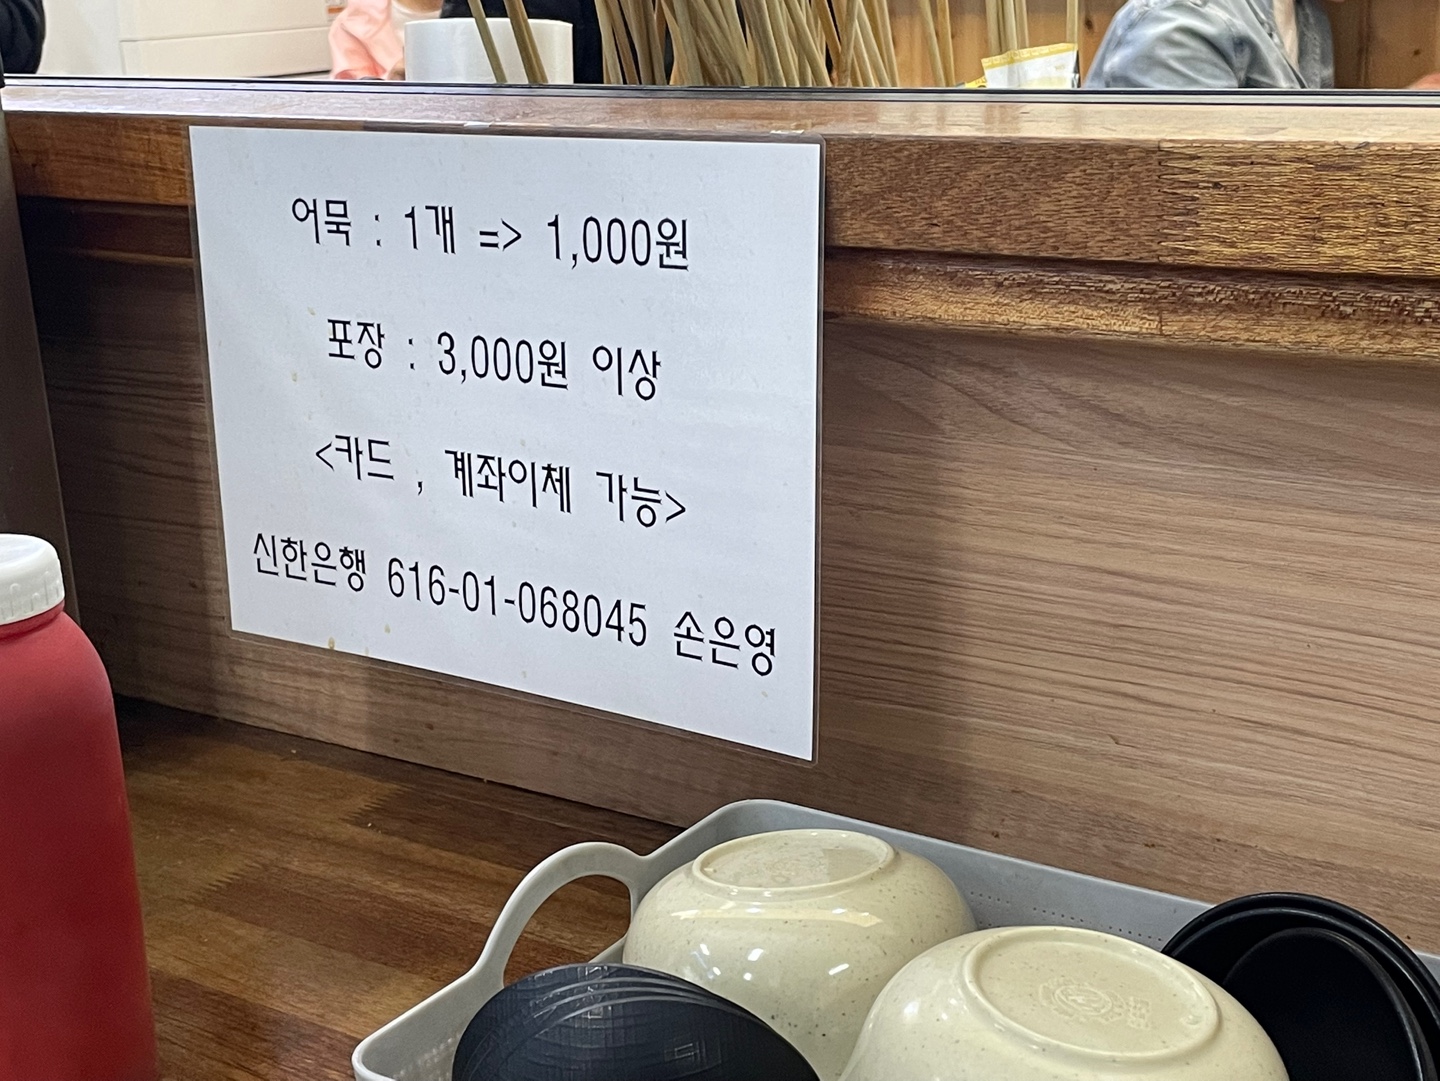 어묵 : 1개 => 1,000원
포장 : 3,000원 이상
<카드 , 계좌이체 가능>
신한은행 616-01-068045 손은영